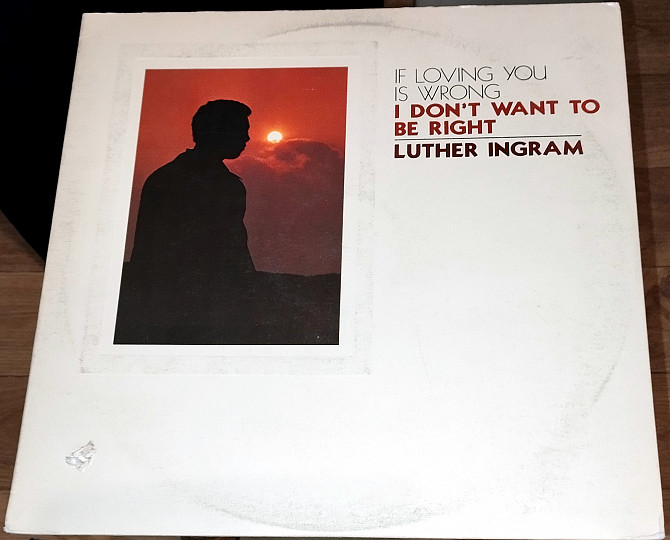 IF LOVING YOU
IS WRONG
I DON'T WANT TO
BE RIGHT
LUTHER INGRAM